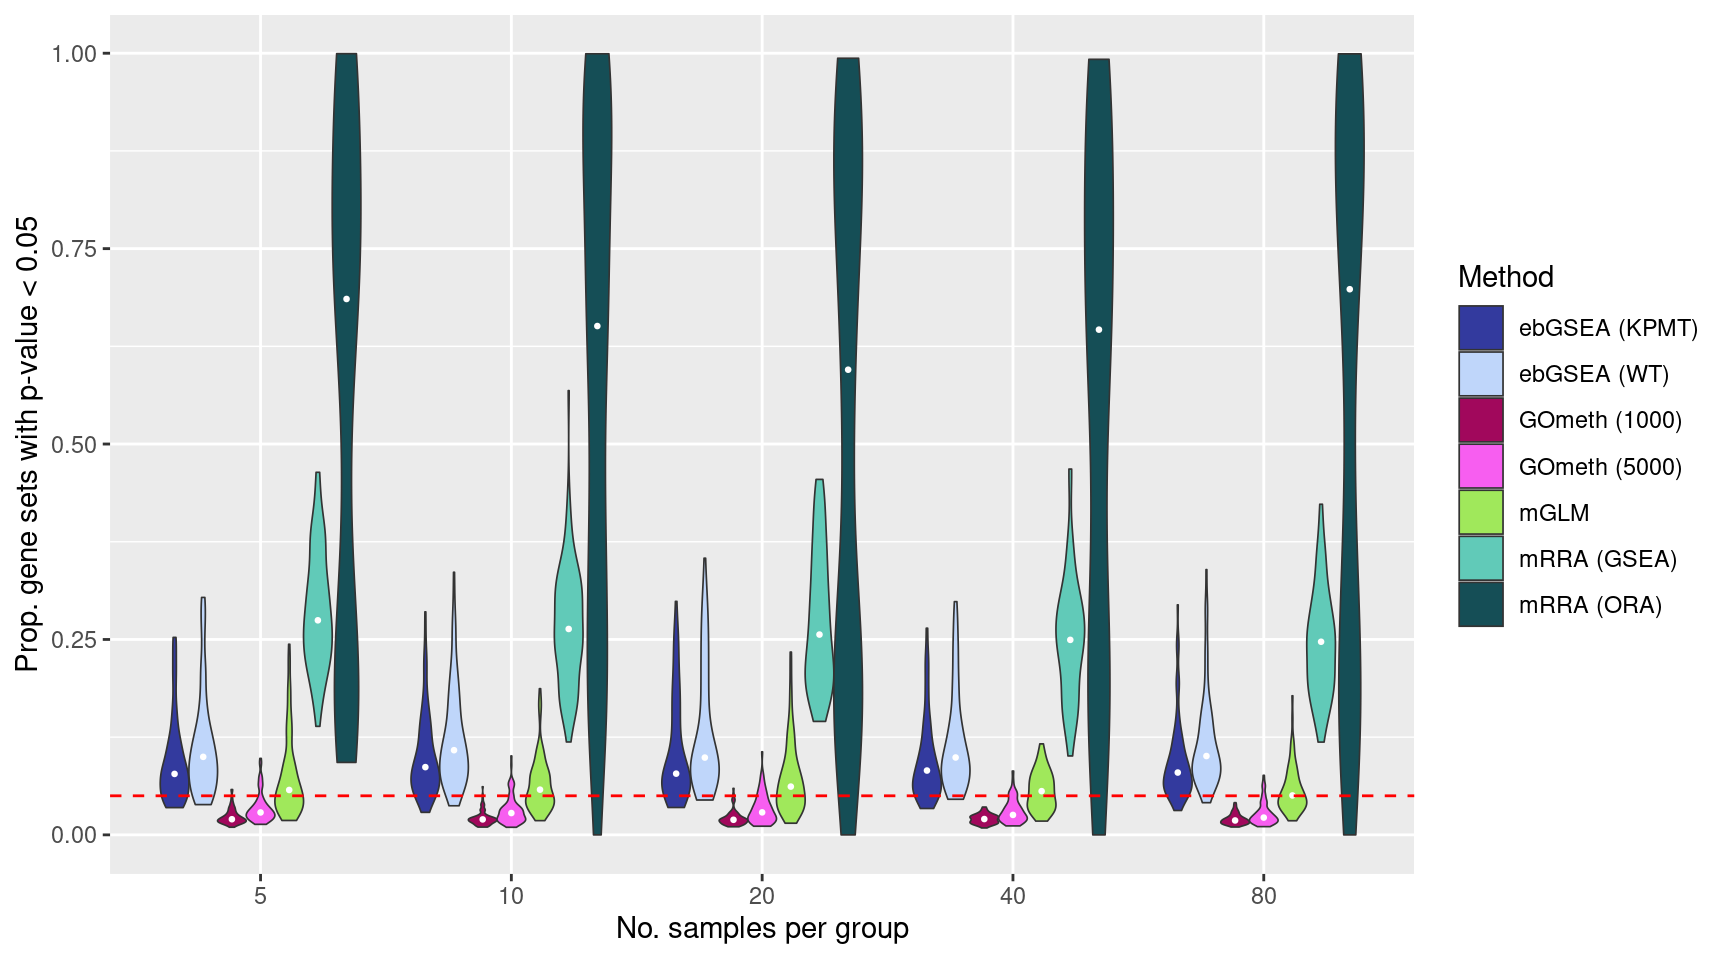 Prop. gene sets with p-value < 0.05
1.00
0.75
0.50
0.25
0.00
5
10
20
40
80
No. samples per group
Method
ebGSEA (KPMT)
ebGSEA (WT)
GOmeth (1000)
GOmeth (5000)
mGLM
mRRA (GSEA)
mRRA (ORA)